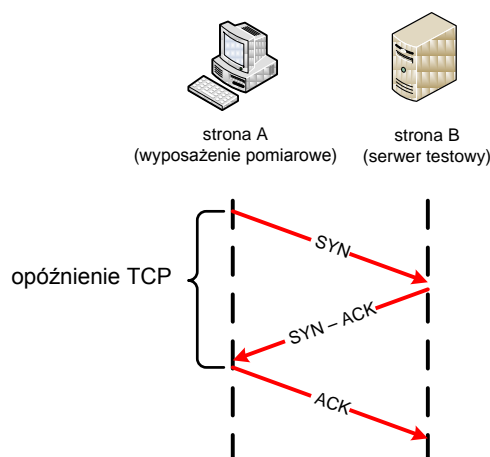 strona A
(wyposażenie pomiarowe)
strona B
(serwer testowy)
opóźnienie TCP
SYN
SYN – ACK
ACK